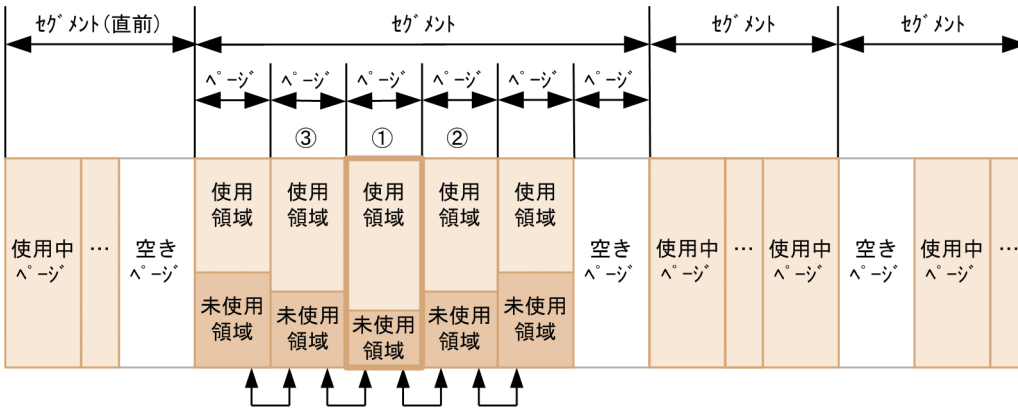 セグメント(直前)
セグメント
セグメント
セグメント
ページ
ページ
ページ
ページ
ページ
ページ
③
①
②
使用中
ページ
…
空き
ページ
使用
領域
未使用
領域
使用
領域
未使用
領域
使用
領域
未使用
領域
使用
領域
未使用
領域
使用
領域
未使用
領域
空き
ページ
使用中
ページ
…
使用中
ページ
空き
ページ
使用中
ページ
…